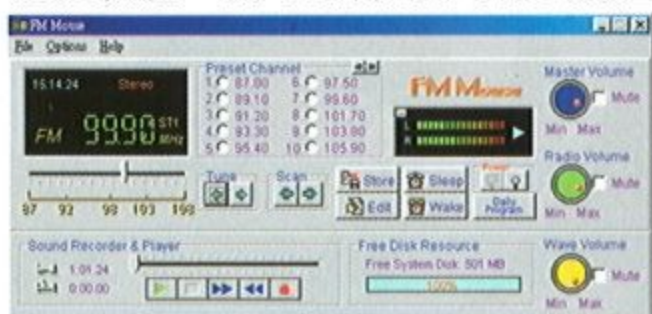 FM Mouse
File Options Help
16:14:24 Stereo
FM 99.90 ST1 MHz
87 93 98 103 108
Preset Channel
1. 87.00 6. 97.50
2. 89.10 7. 99.60
3. 91.20 8. 101.70
4. 93.30 9. 103.80
5. 95.40 10. 105.90
Tune
Scan
FM Mouse
L
R
Store Sleep Power
Edit Wake Daily Program
Master Volume
Mute
Min Max
Radio Volume
Mute
Min Max
Sound Recorder & Player
1:01:24
0:00:00
Free Disk Resource
Free System Disk: 501 MB
100%
Wave Volume
Mute
Min Max